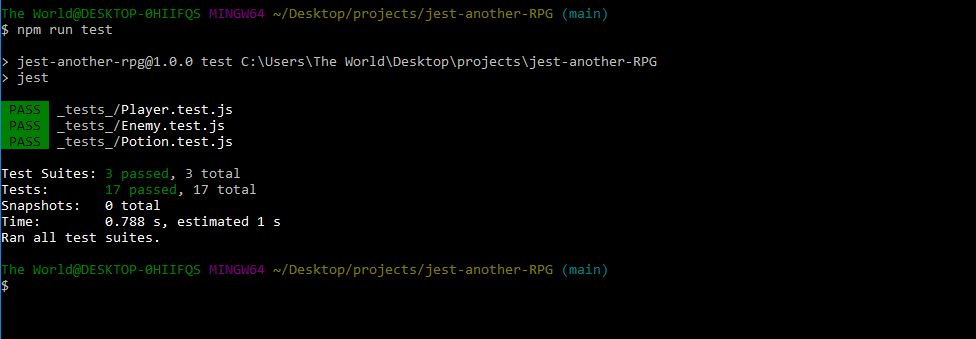 The World@DESKTOP-0HIIFQS MINGW64 ~/Desktop/projects/jest-another-RPG (main)
$ npm run test
> jest-another-rpg@1.0.0 test C:\Users\The World\Desktop\projects\jest-another-RPG
> jest
PASS _tests_/Player.test.js
PASS _tests_/Enemy.test.js
PASS _tests_/Potion.test.js
Test Suites: 3 passed, 3 total
Tests: 17 passed, 17 total
Snapshots: 0 total
Time: 0.788 s, estimated 1 s
Ran all test suites.
The World@DESKTOP-0HIIFQS MINGW64 ~/Desktop/projects/jest-another-RPG (main)
$